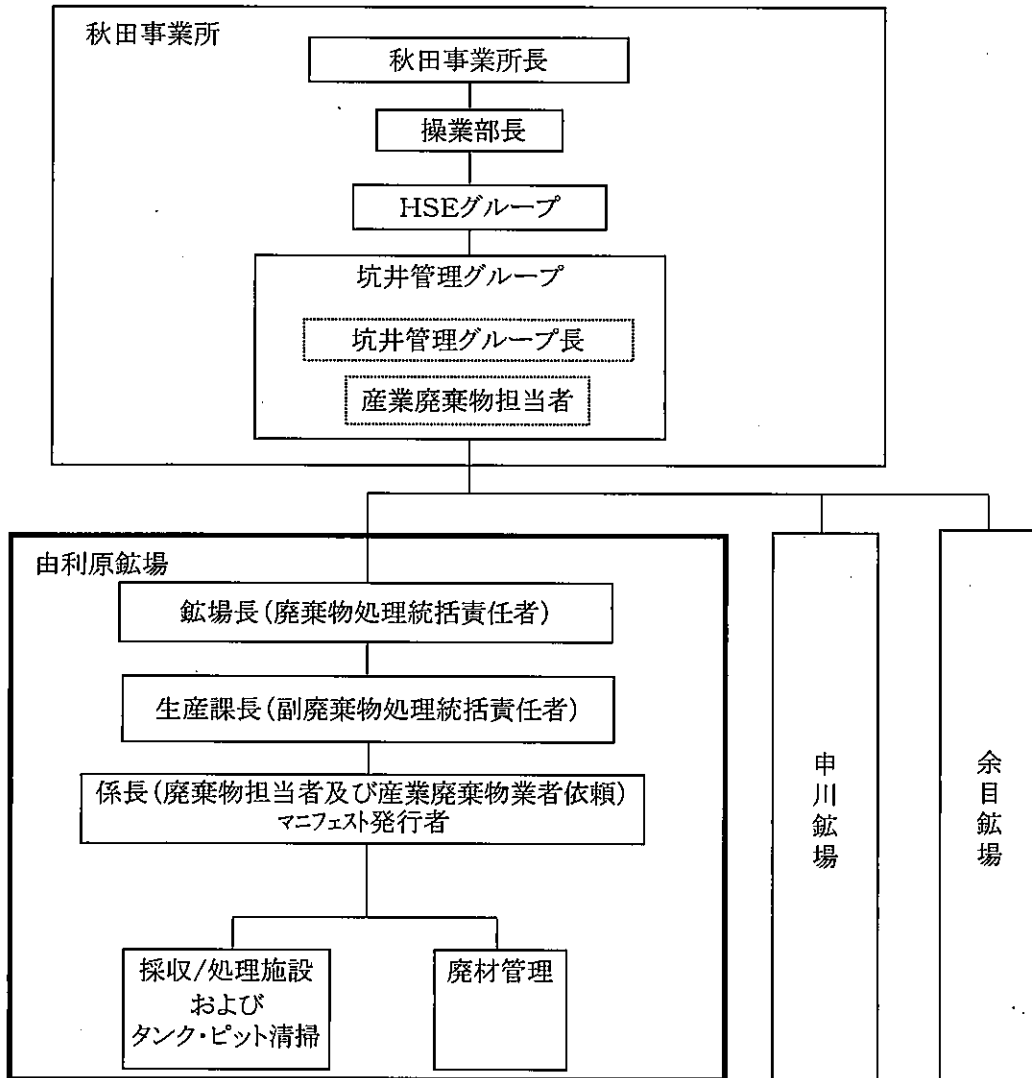 秋田事業所
秋田事業所長
操業部長
HSEグループ
坑井管理グループ
坑井管理グループ長
産業廃棄物担当者
由利原鉱場
鉱場長(廃棄物処理統括責任者)
生産課長(副廃棄物処理統括責任者)
係長(廃棄物担当者及び産業廃棄物業者依頼)
マニフェスト発行者
採収/処理施設
および
タンク・ピット清掃
廃材管理
申川鉱場
余目鉱場